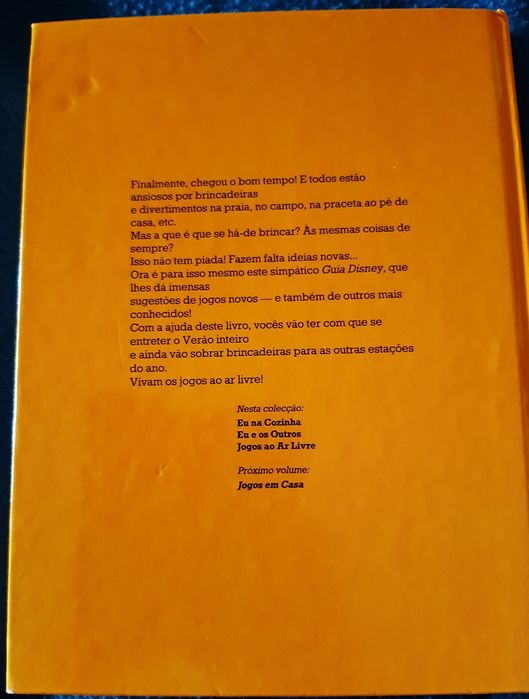 Finalmente, chegou o bom tempo! E todos estão
ansiosos por brincadeiras
e divertimentos na praia, no campo, na praceta ao pé de
casa, etc.
Mas a que é que se há-de brincar? Às mesmas coisas de
sempre?
Isso não tem piada! Fazem falta ideias novas...
Ora é para isso mesmo este simpático Guia Disney, que
lhes dá imensas
sugestões de jogos novos — e também de outros mais
conhecidos!
Com a ajuda deste livro, vocês vão ter com que se
entreter o Verão inteiro
e ainda vão sobrar brincadeiras para as outras estações
do ano.
Vivam os jogos ao ar livre!
Nesta colecção:
Eu na Cozinha
Eu e os Outros
Jogos ao Ar Livre
Próximo volume:
Jogos em Casa